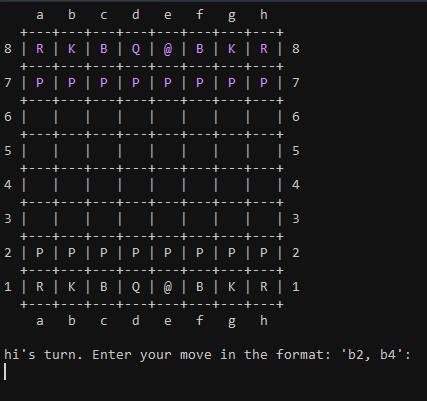 a b c d e f g h
+---+---+---+---+---+---+---+---+
8 | R | K | B | Q | @ | B | K | R | 8
+---+---+---+---+---+---+---+---+
7 | P | P | P | P | P | P | P | P | 7
+---+---+---+---+---+---+---+---+
6 | | | | | | | | | 6
+---+---+---+---+---+---+---+---+
5 | | | | | | | | | 5
+---+---+---+---+---+---+---+---+
4 | | | | | | | | | 4
+---+---+---+---+---+---+---+---+
3 | | | | | | | | | 3
+---+---+---+---+---+---+---+---+
2 | P | P | P | P | P | P | P | P | 2
+---+---+---+---+---+---+---+---+
1 | R | K | B | Q | @ | B | K | R | 1
+---+---+---+---+---+---+---+---+
a b c d e f g h
hi's turn. Enter your move in the format: 'b2, b4':